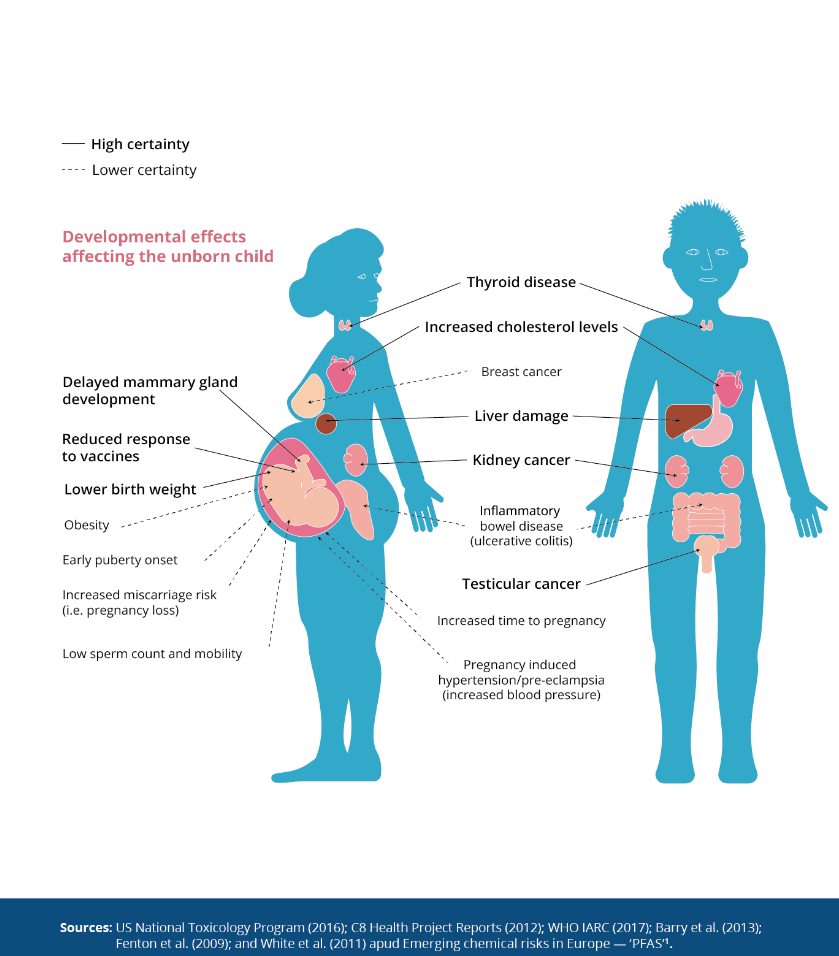 High certainty
Lower certainty
Developmental effects
affecting the unborn child
Thyroid disease
Increased cholesterol levels
Breast cancer
Liver damage
Kidney cancer
Inflammatory
bowel disease
(ulcerative colitis)
Testicular cancer
Increased time to pregnancy
Pregnancy induced
hypertension/pre-eclampsia
(increased blood pressure)
Delayed mammary gland
development
Reduced response
to vaccines
Lower birth weight
Obesity
Early puberty onset
Increased miscarriage risk
(i.e. pregnancy loss)
Low sperm count and mobility
Sources: US National Toxicology Program (2016); C8 Health Project Reports (2012); WHO IARC (2017); Barry et al. (2013);
Fenton et al. (2009); and White et al. (2011) apud Emerging chemical risks in Europe — ‘PFAS’¹.